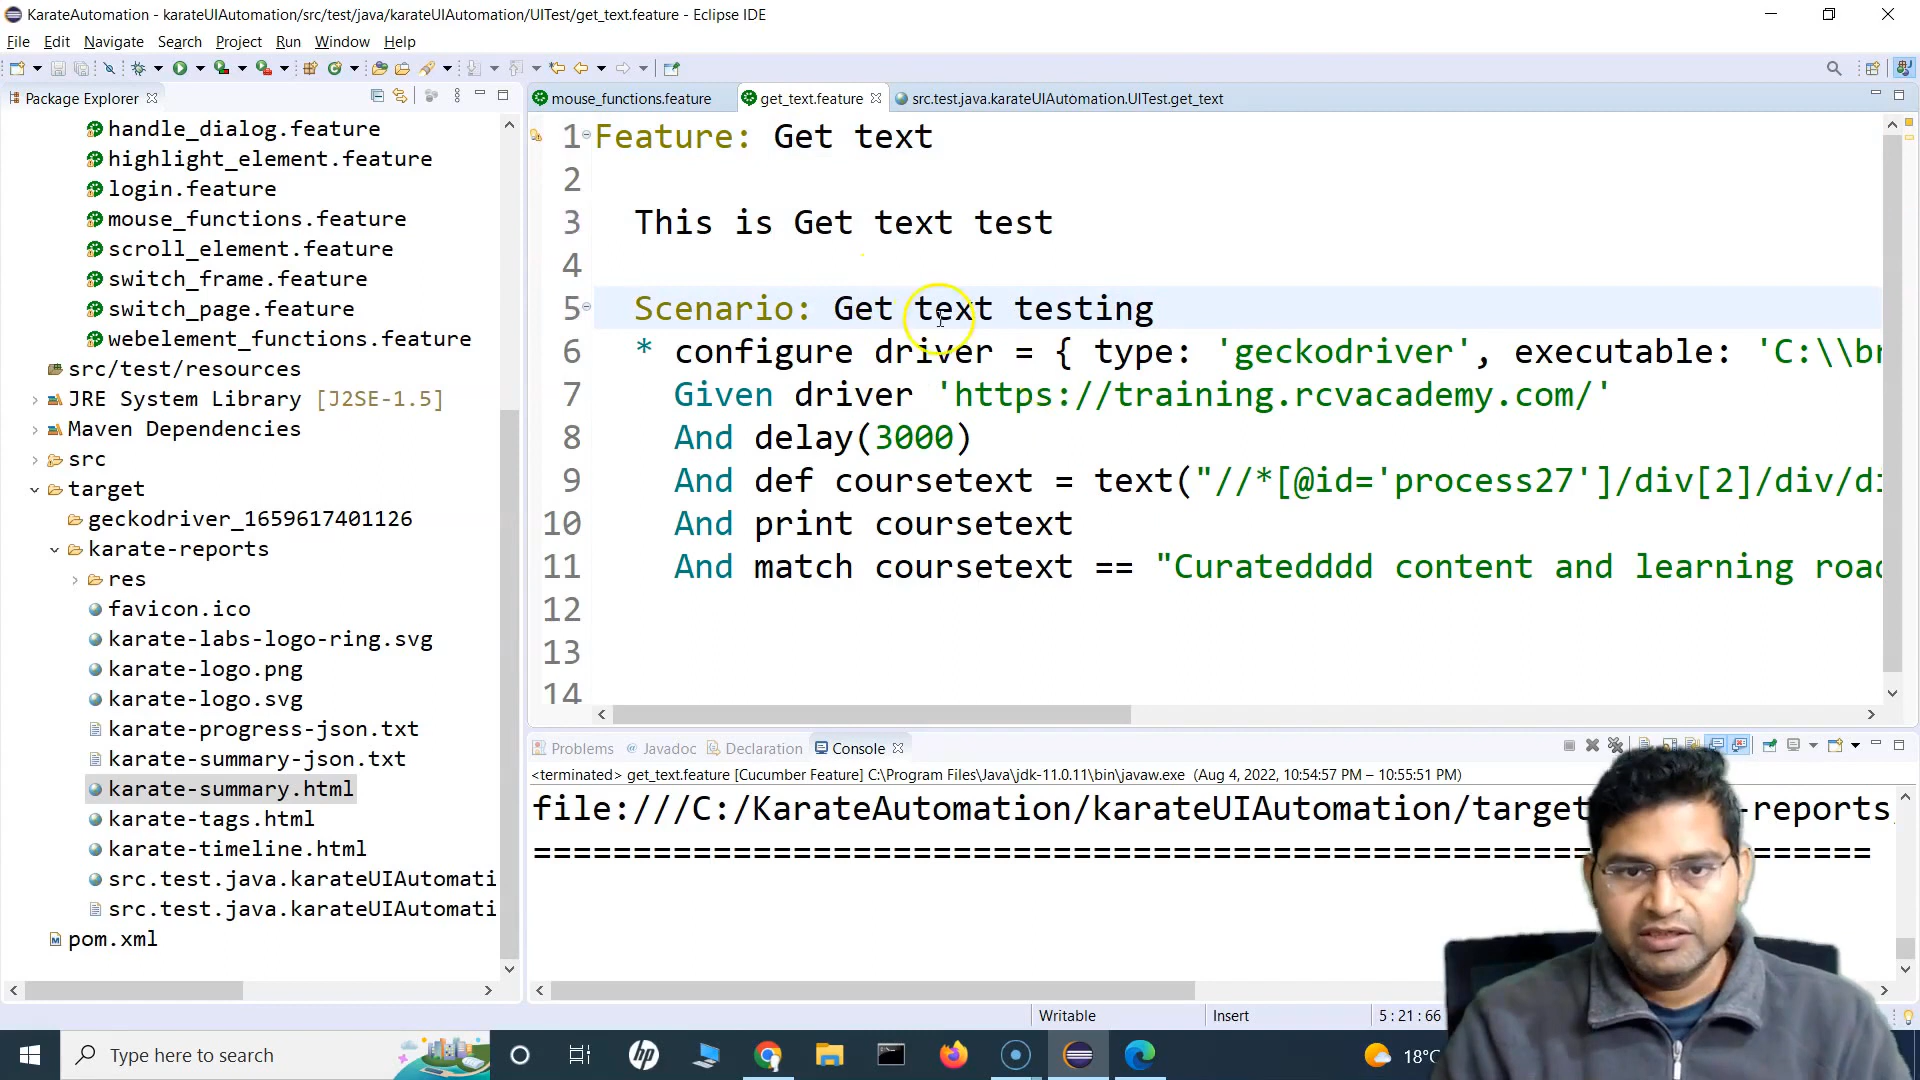 KarateAutomation - karateUIAutomation/src/test/java/karateUIAutomation/UITest/get_text.feature - Eclipse IDE
File Edit Navigate Search Project Run Window Help
Package Explorer
mouse_functions.feature get_text.feature src.test.java.karateUIAutomation.UITest.get_text
handle_dialog.feature
highlight_element.feature
login.feature
mouse_functions.feature
scroll_element.feature
switch_frame.feature
switch_page.feature
webelement_functions.feature
src/test/resources
JRE System Library [J2SE-1.5]
Maven Dependencies
src
target
geckodriver_1659617401126
karate-reports
res
favicon.ico
karate-labs-logo-ring.svg
karate-logo.png
karate-logo.svg
karate-progress-json.txt
karate-summary-json.txt
karate-summary.html
karate-tags.html
karate-timeline.html
src.test.java.karateUIAutomati
src.test.java.karateUIAutomati
pom.xml
1 Feature: Get text
2
3 This is Get text test
4
5 Scenario: Get text testing
6 * configure driver = { type: 'geckodriver', executable: 'C:\\br
7 Given driver 'https://training.rcvacademy.com/'
8 And delay(3000)
9 And def coursetext = text("//*[@id='process27']/div[2]/div/di
10 And print coursetext
11 And match coursetext == "Curatedddd content and learning road
12
13
14
Problems Javadoc Declaration Console
<terminated> get_text.feature [Cucumber Feature] C:\Program Files\Java\jdk-11.0.11\bin\javaw.exe (Aug 4, 2022, 10:54:57 PM – 10:55:51 PM)
file:///C:/KarateAutomation/karateUIAutomation/target -reports
Writable Insert 5 : 21 : 66
Type here to search
hp
18°C